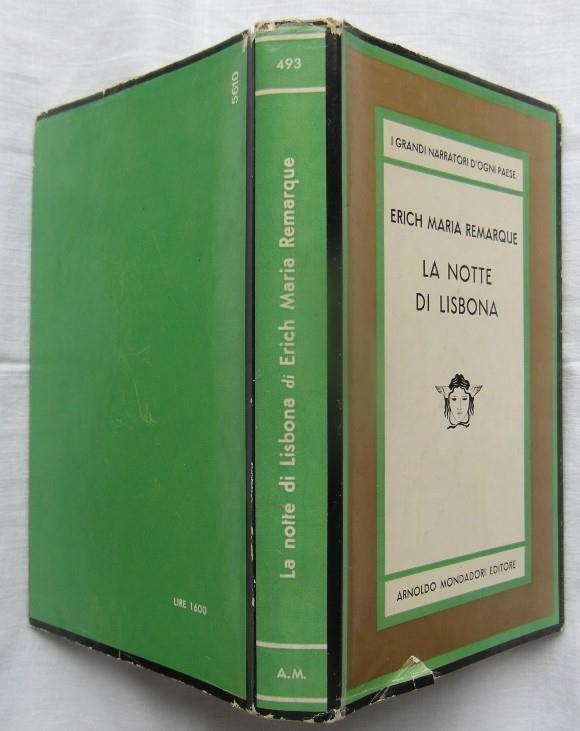 5610
LIRE 1600
493
La notte di Lisbona di Erich Maria Remarque
A.M.
I GRANDI NARRATORI D'OGNI PAESE
ERICH MARIA REMARQUE
LA NOTTE
DI LISBONA
ARNOLDO MONDADORI EDITORE